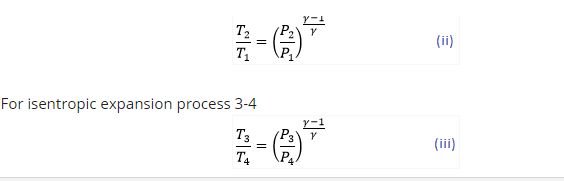 T₂/T₁ = (P₂/P₁)^((γ−1)/γ) (ii)
For isentropic expansion process 3-4
T₃/T₄ = (P₃/P₄)^((γ−1)/γ) (iii)